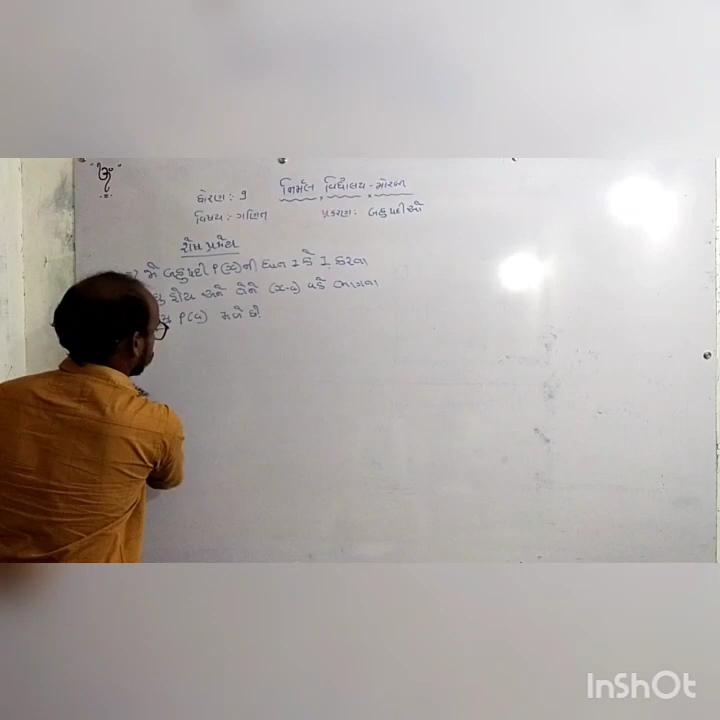 "ૐ"
ધોરણ : 9 નિર્મલ વિદ્યાલય - મોરબી
વિષય : ગણિત પ્રકરણ : બહુપદીઓ
શેષ પ્રમેય
જો બહુપદી P(x) ની ઘાત 1 કે 1 કરતા
હોય અને તેને (x-a) વડે ભાગતા
P(a) મળે છે.
InShOt